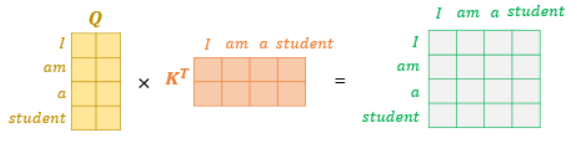 Q
I
am
a
student
×
K^T
I am a student
=
I am a student
I
am
a
student